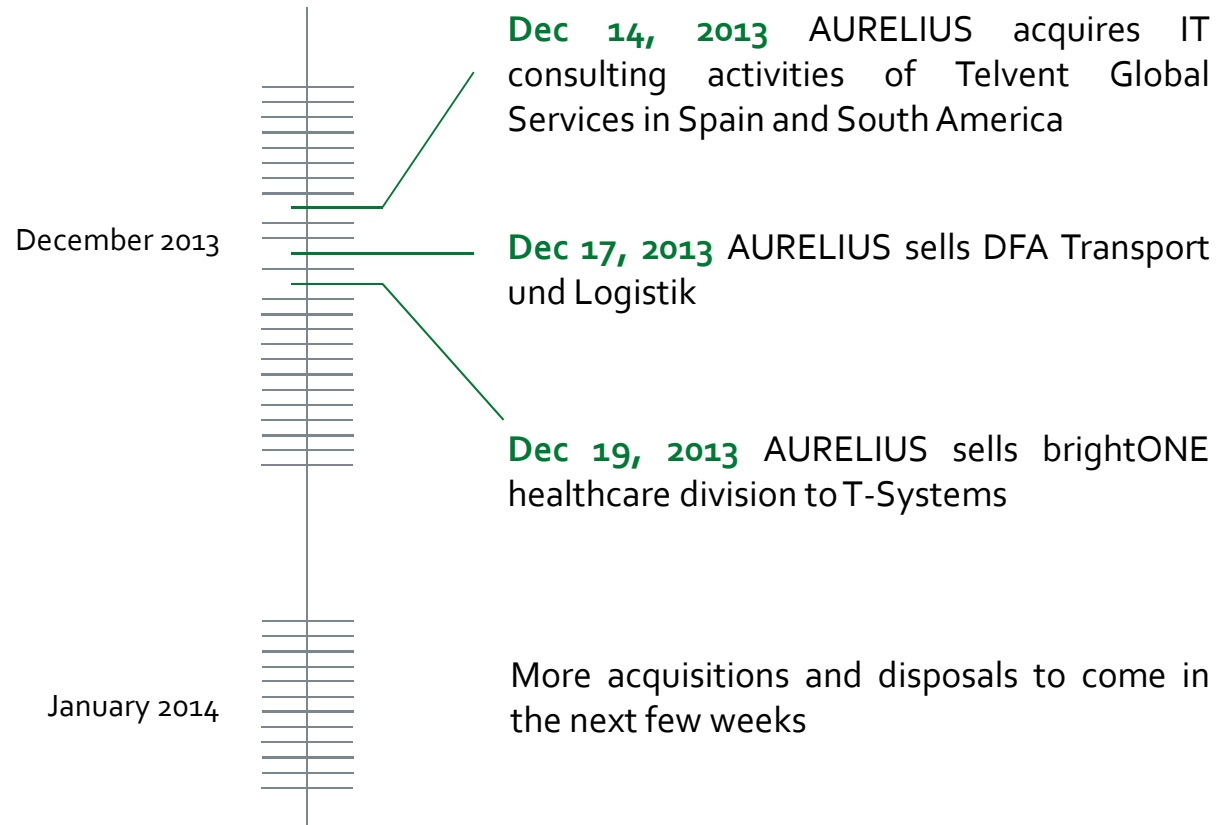 Dec 14, 2013 AURELIUS acquires IT
consulting activities of Telvent Global
Services in Spain and South America
December 2013
Dec 17, 2013 AURELIUS sells DFA Transport
und Logistik
Dec 19, 2013 AURELIUS sells brightONE
healthcare division to T-Systems
January 2014
More acquisitions and disposals to come in
the next few weeks